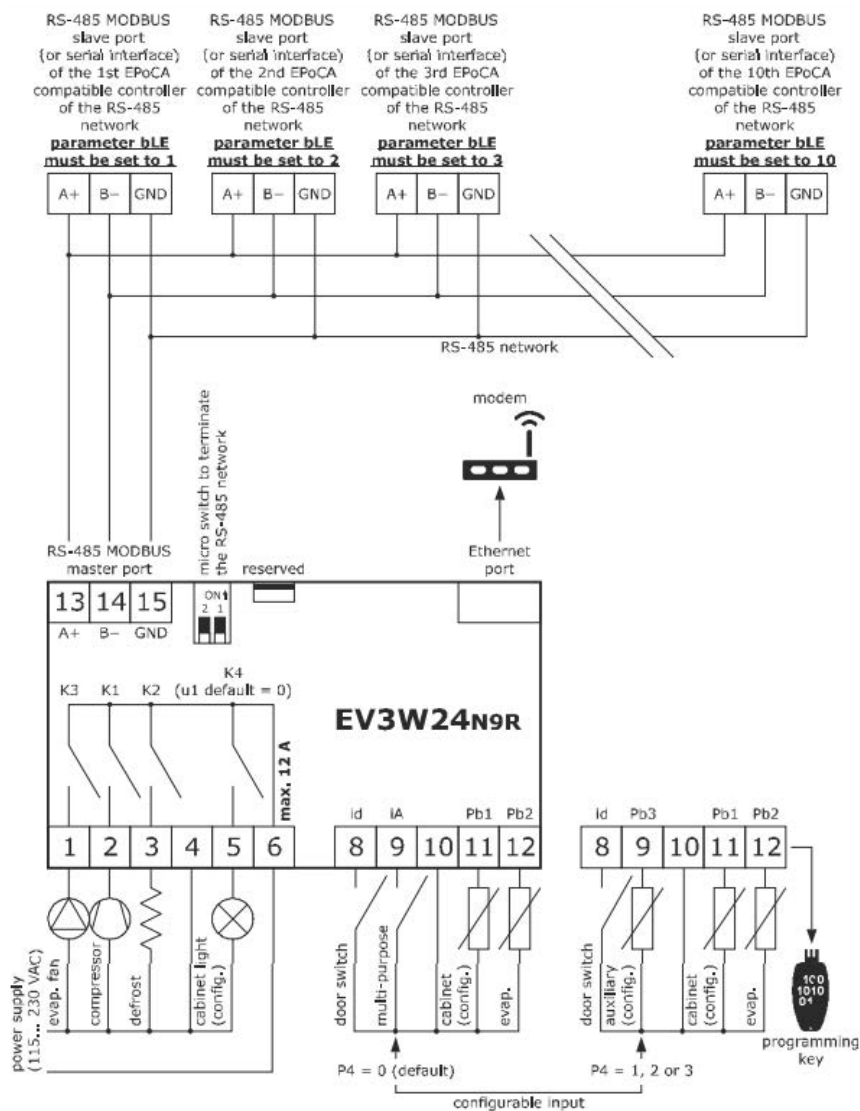 RS-485 MODBUS
slave port
(or serial interface)
of the 1st EPoCA
compatible controller
of the RS-485
network
parameter bLE
must be set to 1
RS-485 MODBUS
slave port
(or serial interface)
of the 2nd EPoCA
compatible controller
of the RS-485
network
parameter bLE
must be set to 2
RS-485 MODBUS
slave port
(or serial interface)
of the 3rd EPoCA
compatible controller
of the RS-485
network
parameter bLE
must be set to 3
RS-485 MODBUS
slave port
(or serial interface)
of the 10th EPoCA
compatible controller
of the RS-485
network
parameter bLE
must be set to 10
A+ B– GND
A+ B– GND
A+ B– GND
A+ B– GND
RS-485 network
modem
RS-485 MODBUS
master port
micro switch to terminate
the RS-485 network
reserved
Ethernet
port
13 14 15
A+ B– GND
ON
2 1
K3 K1 K2
K4
(u1 default = 0)
max. 12 A
EV3W24N9R
id iA Pb1 Pb2
1 2 3 4 5 6
8 9 10 11 12
id Pb3 Pb1 Pb2
8 9 10 11 12
power supply
(115... 230 VAC)
evap. fan
compressor
defrost
cabinet light
(config.)
door switch
multi-purpose
cabinet
(config.)
evap.
door switch
auxiliary
(config.)
cabinet
(config.)
evap.
100
1010
01
programming
key
P4 = 0 (default)
P4 = 1, 2 or 3
configurable input